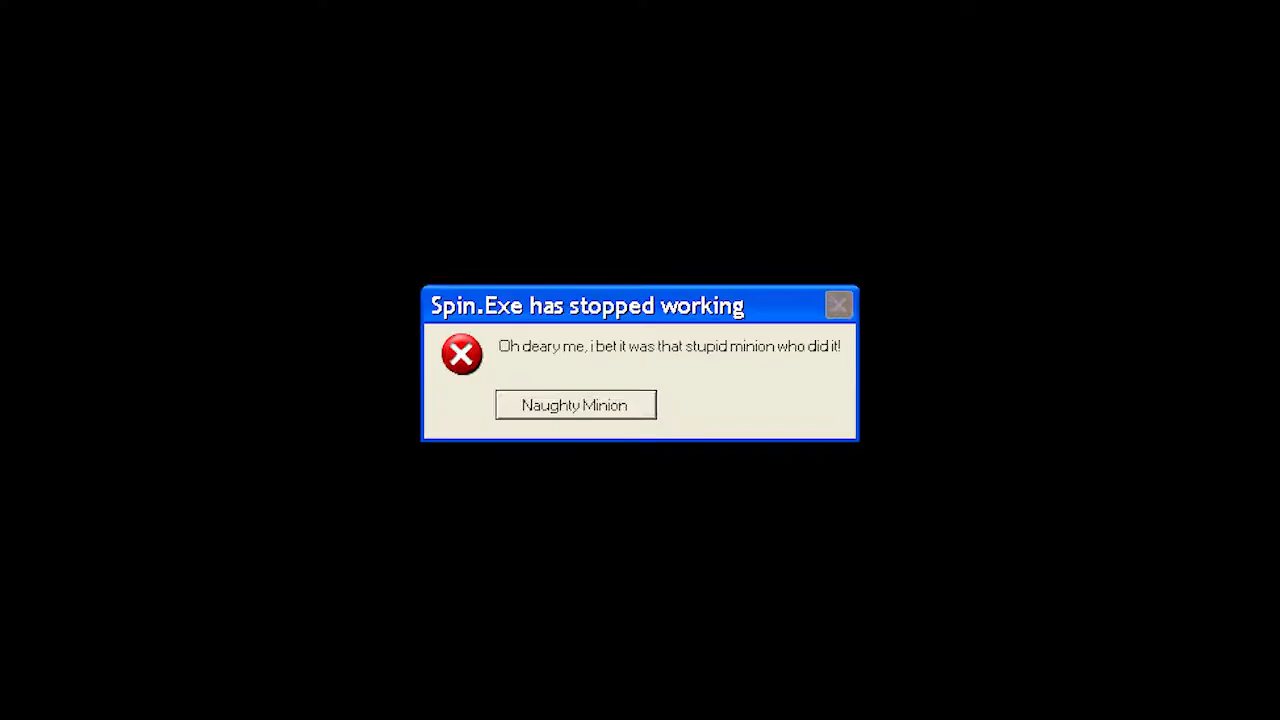 Spin.Exe has stopped working
Oh deary me, i bet it was that stupid minion who did it!
Naughty Minion